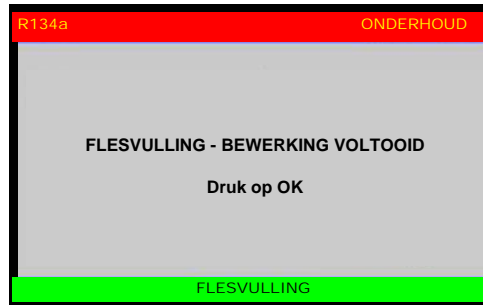 R134a ONDERHOUD
FLESVULLING - BEWERKING VOLTOOID
Druk op OK
FLESVULLING